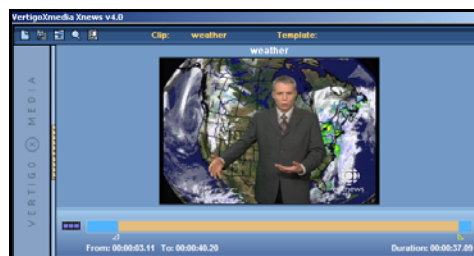 VertigoXmedia Xnews v4.0
Clip: weather Template:
weather
VERTIGO X MEDIA
news
From: 00:00:03.11 To: 00:00:40.20 Duration: 00:00:37.09